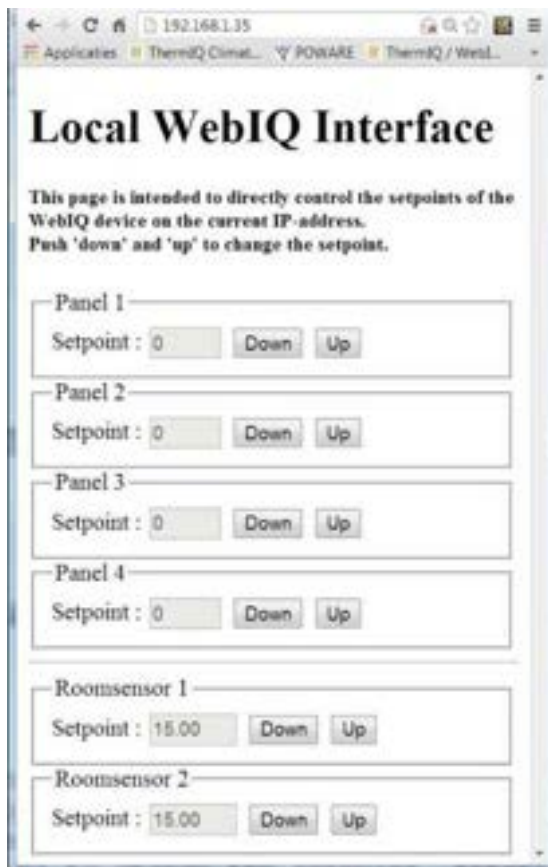 192.168.1.35
Applicaties ThermIQ Climat... POWARE ThermIQ / WebI...
Local WebIQ Interface
This page is intended to directly control the setpoints of the
WebIQ device on the current IP-address.
Push 'down' and 'up' to change the setpoint.
Panel 1
Setpoint : 0 Down Up
Panel 2
Setpoint : 0 Down Up
Panel 3
Setpoint : 0 Down Up
Panel 4
Setpoint : 0 Down Up
Roomsensor 1
Setpoint : 15.00 Down Up
Roomsensor 2
Setpoint : 15.00 Down Up